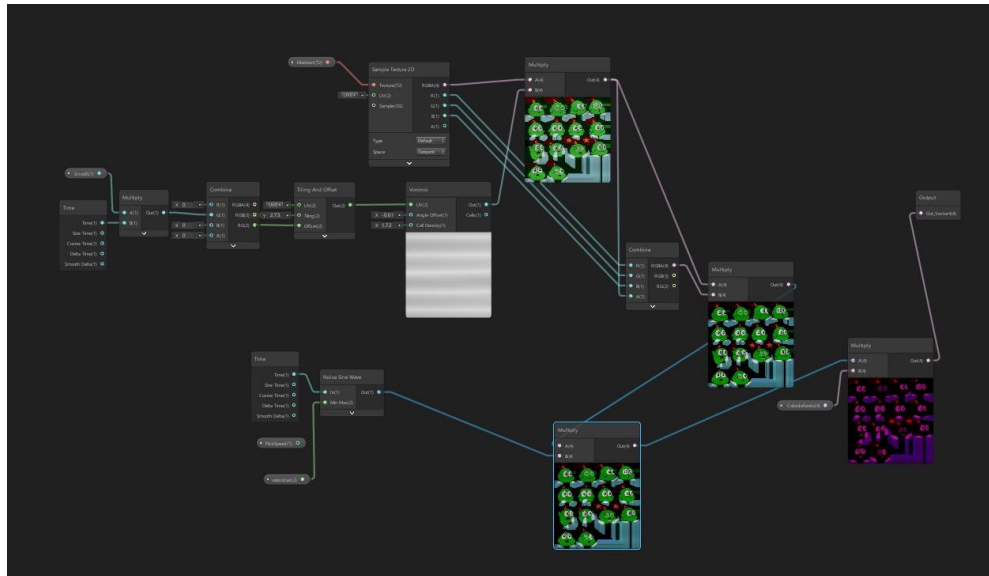 Sample Texture 2D
Texture(T2)
RGBA(4)
UV(2)
R(1)
Sampler(SS)
G(1)
B(1)
A(1)
Type
Default
Space
Tangent
Multiply
A(4)
Out(4)
B(4)
Time
Time(1)
Sine Time(1)
Cosine Time(1)
Delta Time(1)
Smooth Delta(1)
Multiply
A(1)
Out(1)
B(1)
Combine
X 0
R(1)
RGBA(4)
G(1)
RGB(3)
X 0
B(1)
RG(2)
X 0
A(1)
Tiling And Offset
UV(2)
Out(2)
Y 2.73
Tiling(2)
Offset(2)
Voronoi
UV(2)
Out(1)
Angle Offset(1)
Cells(1)
Cell Density(1)
Combine
R(1)
RGBA(4)
G(1)
RGB(3)
B(1)
RG(2)
A(1)
Multiply
A(4)
Out(4)
B(4)
Output
Out_Vector4(4)
Multiply
A(4)
Out(4)
B(4)
Time
Time(1)
Sine Time(1)
Cosine Time(1)
Delta Time(1)
Smooth Delta(1)
Noise Sine Wave
In(1)
Out(1)
Min Max(2)
Multiply
A(4)
Out(4)
B(4)